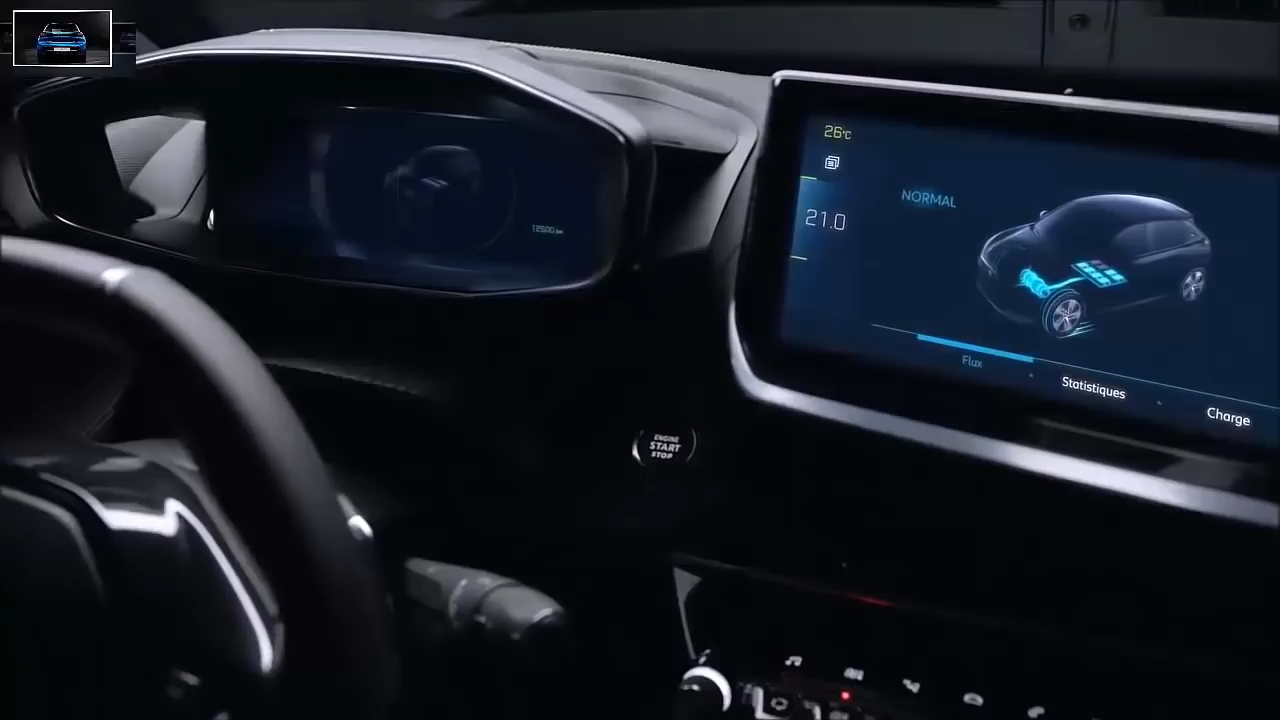 26°C
NORMAL
21.0
12500 km
Flux
Statistiques
Charge
ENGINE
START
STOP